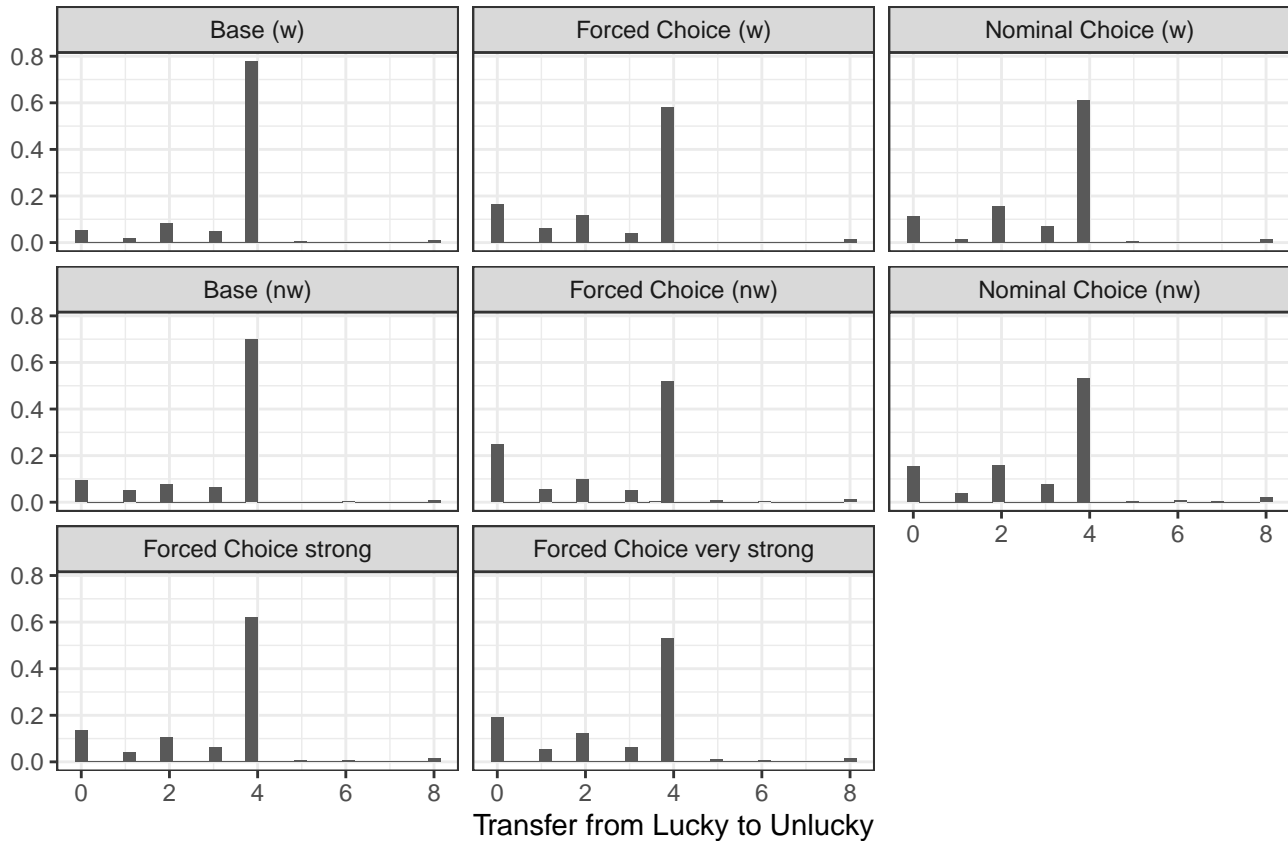 Base (w) Forced Choice (w) Nominal Choice (w)
0.8
0.6
0.4
0.2
0.0
Base (nw) Forced Choice (nw) Nominal Choice (nw)
0.8
0.6
0.4
0.2
0.0
0 2 4 6 8
Forced Choice strong Forced Choice very strong
0.8
0.6
0.4
0.2
0.0
0 2 4 6 8 0 2 4 6 8
Transfer from Lucky to Unlucky